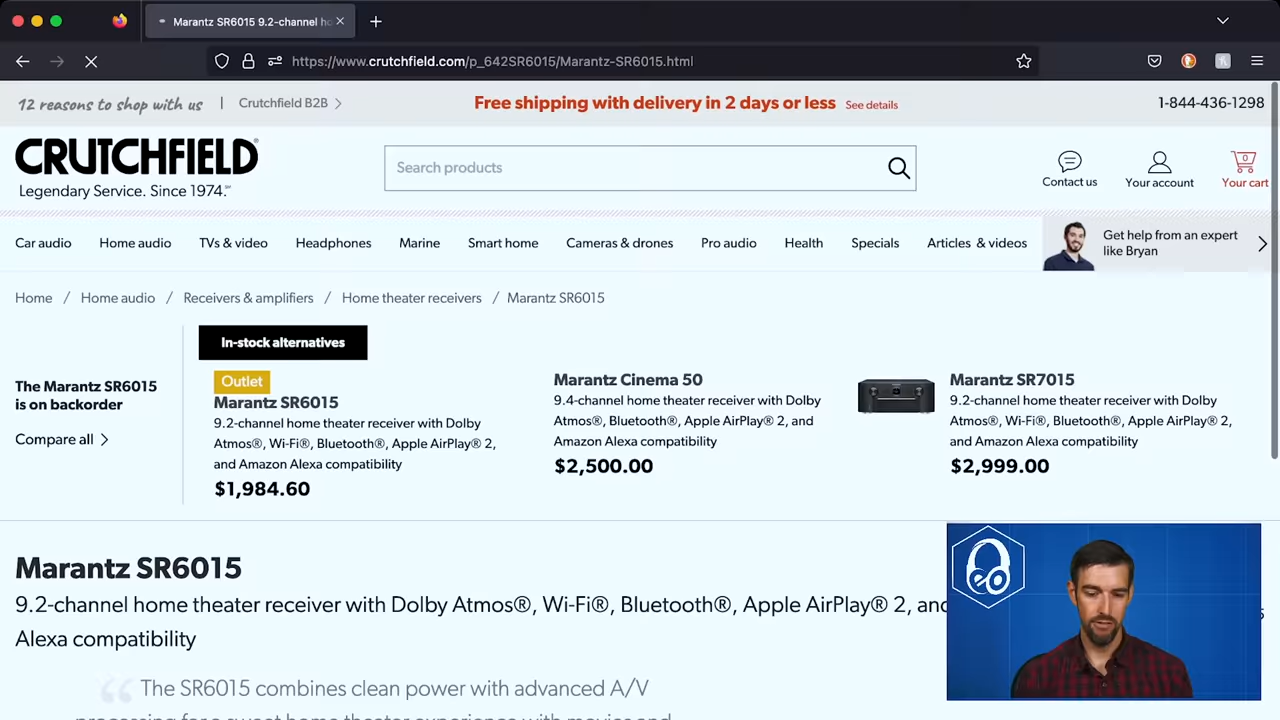 Marantz SR6015 9.2-channel ho
https://www.crutchfield.com/p_642SR6015/Marantz-SR6015.html
12 reasons to shop with us | Crutchfield B2B
Free shipping with delivery in 2 days or less See details
1-844-436-1298
CRUTCHFIELD®
Legendary Service. Since 1974.
Search products
Contact us
Your account
0
Your cart
Car audio Home audio TVs & video Headphones Marine Smart home Cameras & drones Pro audio Health Specials Articles & videos
Get help from an expert
like Bryan
Home / Home audio / Receivers & amplifiers / Home theater receivers / Marantz SR6015
The Marantz SR6015
is on backorder
Compare all
In-stock alternatives
Outlet
Marantz SR6015
9.2-channel home theater receiver with Dolby
Atmos®, Wi-Fi®, Bluetooth®, Apple AirPlay® 2,
and Amazon Alexa compatibility
$1,984.60
Marantz Cinema 50
9.4-channel home theater receiver with Dolby
Atmos®, Bluetooth®, Apple AirPlay® 2, and
Amazon Alexa compatibility
$2,500.00
Marantz SR7015
9.2-channel home theater receiver with Dolby
Atmos®, Wi-Fi®, Bluetooth®, Apple AirPlay® 2,
and Amazon Alexa compatibility
$2,999.00
Marantz SR6015
9.2-channel home theater receiver with Dolby Atmos®, Wi-Fi®, Bluetooth®, Apple AirPlay® 2, and
Alexa compatibility
“ The SR6015 combines clean power with advanced A/V
processing for a sweet home theater experience with movies and